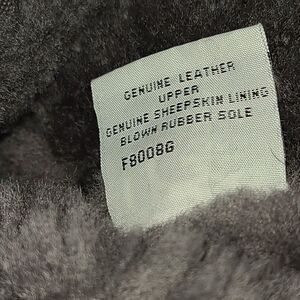 GENUINE LEATHER
UPPER
GENUINE SHEEPSKIN LINING
BLOWN RUBBER SOLE
F8008G